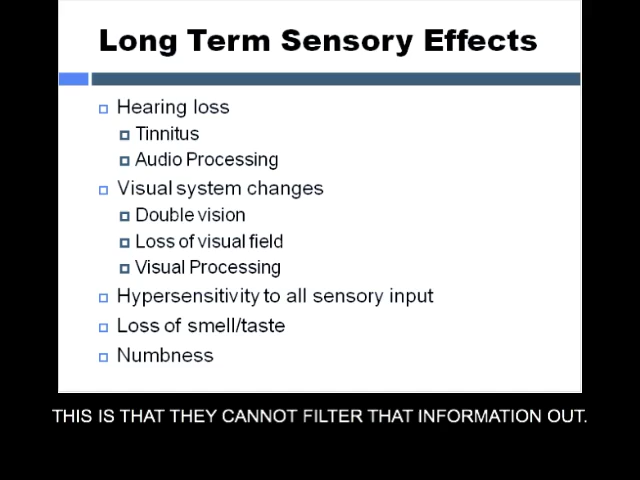 Long Term Sensory Effects
Hearing loss
Tinnitus
Audio Processing
Visual system changes
Double vision
Loss of visual field
Visual Processing
Hypersensitivity to all sensory input
Loss of smell/taste
Numbness
THIS IS THAT THEY CANNOT FILTER THAT INFORMATION OUT.